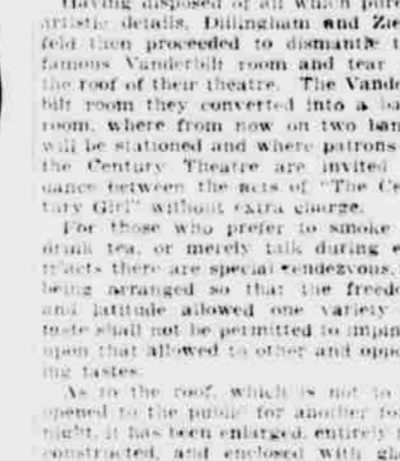 Having disposed of all which pure
artistic details, Dillingham and Zie
feld then proceeded to dismantle t
famous Vanderbilt room and tear
the roof of their theatre. The Vande
bilt room they converted into a ba
room, where from now on two ban
will be stationed and where patrons
the Century Theatre are invited
dance between the acts of "The Ce
tury Girl" without extra charge.
For those who prefer to smoke
drink tea, or merely talk during e
tr'acts there are special rendezvous,
being arranged so that the freedo
and latitude allowed one variety
taste shall not be permitted to impin
upon that allowed to other and oppo
ing tastes.
As to the roof, which is not to
opened to the public for another fo
night, it has been enlarged, entirely
constructed, and enclosed with gla